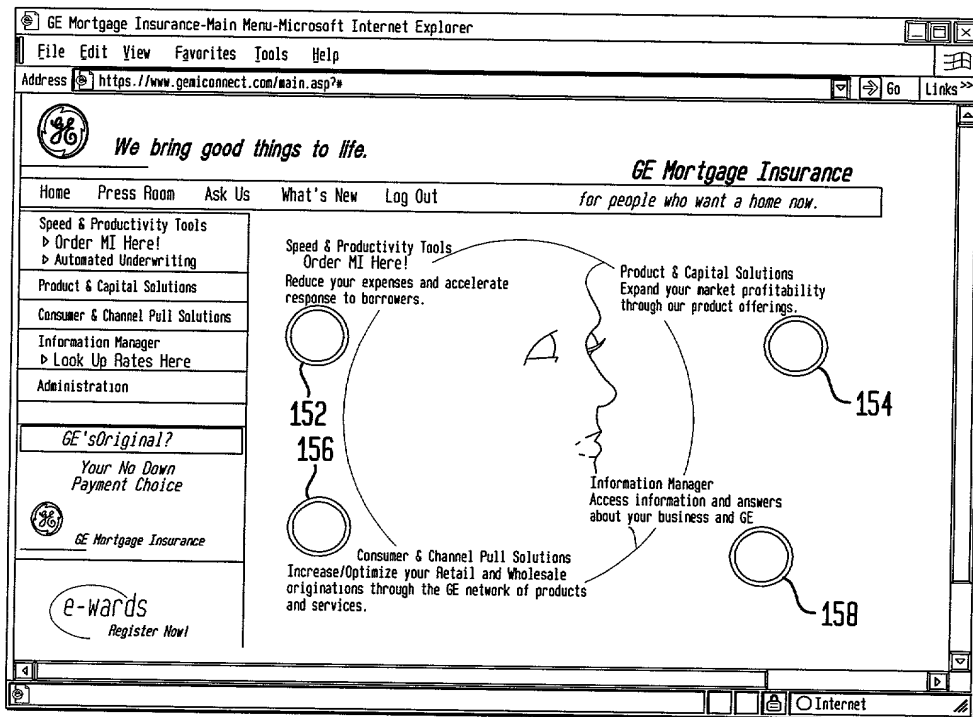 GE Mortgage Insurance-Main Menu-Microsoft Internet Explorer
File Edit View Favorites Tools Help
Address https.//www.gemiconnect.com/main.asp?# Go Links >>
GE
We bring good things to life.
GE Mortgage Insurance
for people who want a home now.
Home Press Room Ask Us What's New Log Out
Speed & Productivity Tools
Order MI Here!
Automated Underwriting
Product & Capital Solutions
Consumer & Channel Pull Solutions
Information Manager
Look Up Rates Here
Administration
GE'sOriginal?
Your No Down
Payment Choice
GE
GE Mortgage Insurance
e-wards
Register Now!
Speed & Productivity Tools
Order MI Here!
Reduce your expenses and accelerate
response to borrowers.
152
Product & Capital Solutions
Expand your market profitability
through our product offerings.
154
156
Consumer & Channel Pull Solutions
Increase/Optimize your Retail and Wholesale
originations through the GE network of products
and services.
Information Manager
Access information and answers
about your business and GE
158
Internet